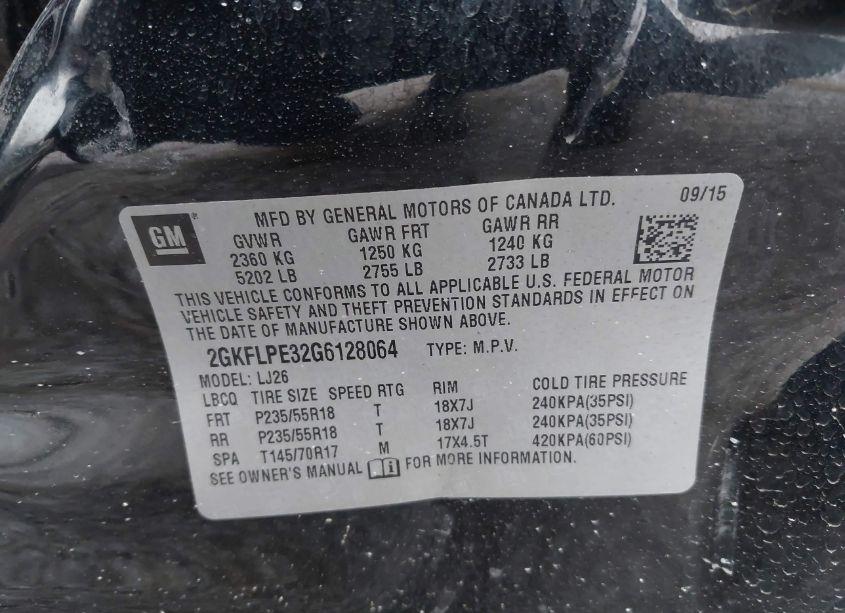 MFD BY GENERAL MOTORS OF CANADA LTD. 09/15
GM ®
GVWR GAWR FRT GAWR RR
2360 KG 1250 KG 1240 KG
5202 LB 2755 LB 2733 LB
THIS VEHICLE CONFORMS TO ALL APPLICABLE U.S. FEDERAL MOTOR
VEHICLE SAFETY AND THEFT PREVENTION STANDARDS IN EFFECT ON
THE DATE OF MANUFACTURE SHOWN ABOVE.
2GKFLPE32G6128064 TYPE: M.P.V.
MODEL: LJ26
LBCQ TIRE SIZE SPEED RTG RIM COLD TIRE PRESSURE
FRT P235/55R18 T 18X7J 240KPA(35PSI)
RR P235/55R18 T 18X7J 240KPA(35PSI)
SPA T145/70R17 M 17X4.5T 420KPA(60PSI)
SEE OWNER'S MANUAL FOR MORE INFORMATION.